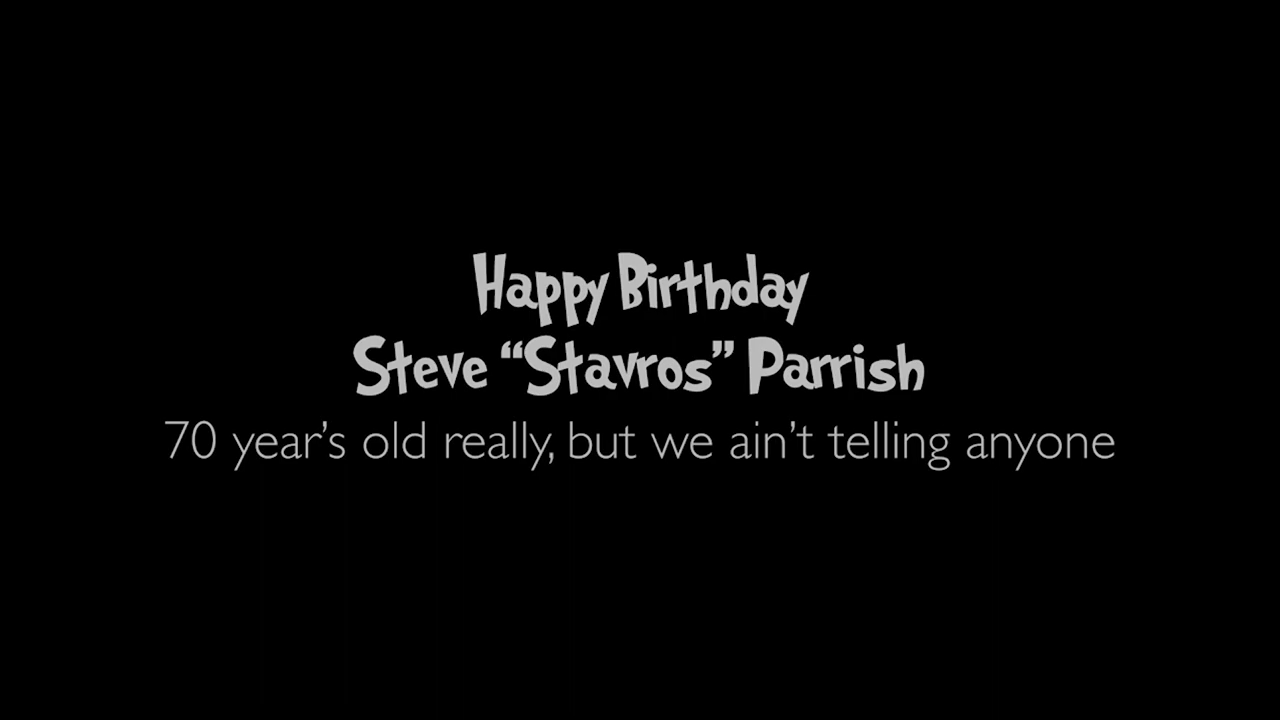 Happy Birthday
Steve “Stavros” Parrish
70 year’s old really, but we ain’t telling anyone